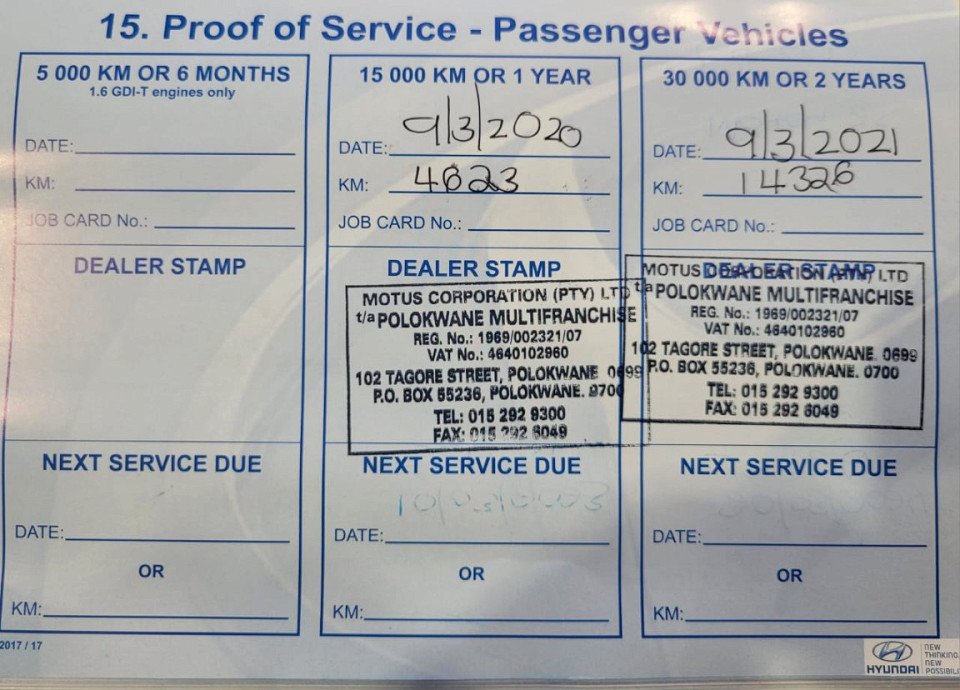 15. Proof of Service - Passenger Vehicles
5 000 KM OR 6 MONTHS
1.6 GDI-T engines only
DATE:
KM:
JOB CARD No.:
DEALER STAMP
NEXT SERVICE DUE
DATE:
OR
KM:
15 000 KM OR 1 YEAR
DATE: 9/3/2020
KM: 4623
JOB CARD No.:
DEALER STAMP
MOTUS CORPORATION (PTY) LTD
t/a POLOKWANE MULTIFRANCHISE
REG. No.: 1969/002321/07
VAT No.: 4640102960
102 TAGORE STREET, POLOKWANE 0699
P.O. BOX 55236, POLOKWANE. 0700
TEL: 015 292 9300
FAX: 015 292 6049
NEXT SERVICE DUE
DATE:
OR
KM:
30 000 KM OR 2 YEARS
DATE: 9/3/2021
KM: 14326
JOB CARD No.:
DEALER STAMP
MOTUS CORPORATION (PTY) LTD
t/a POLOKWANE MULTIFRANCHISE
REG. No.: 1969/002321/07
VAT No.: 4640102960
102 TAGORE STREET, POLOKWANE 0699
P.O. BOX 55236, POLOKWANE. 0700
TEL: 015 292 9300
FAX: 015 292 6049
NEXT SERVICE DUE
DATE:
OR
KM:
2017 / 17
HYUNDAI
NEW
THINKING.
NEW